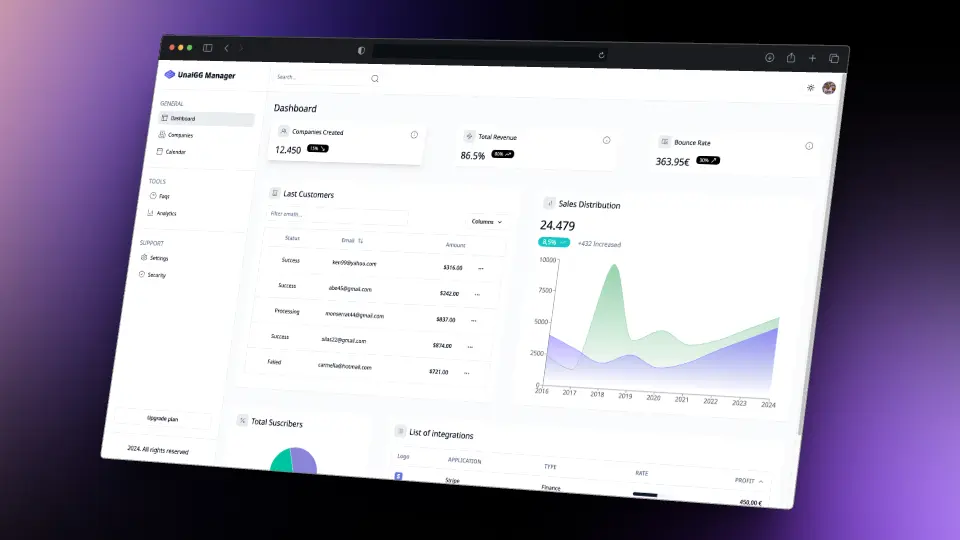 UnaiGG Manager
Search...
GENERAL
Dashboard
Companies
Calendar
TOOLS
Faqs
Analytics
SUPPORT
Settings
Security
Upgrade plan
2024. All rights reserved
Dashboard
Companies Created
12.450
15%
Total Revenue
86.5%
80%
Bounce Rate
363.95€
30%
Last Customers
Filter emails...
Columns
Status Email Amount
Success ken99@yahoo.com $316.00 ...
Success abe45@gmail.com $242.00 ...
Processing monserrat44@gmail.com $837.00 ...
Success silas22@gmail.com $874.00 ...
Failed carmella@hotmail.com $721.00 ...
Sales Distribution
24.479
8,5% +432 Increased
10000
7500
5000
2500
0
2016 2017 2018 2019 2020 2021 2022 2023 2024
Total Suscribers
List of integrations
Logo APPLICATION TYPE RATE PROFIT
Stripe Finance 450,00 €